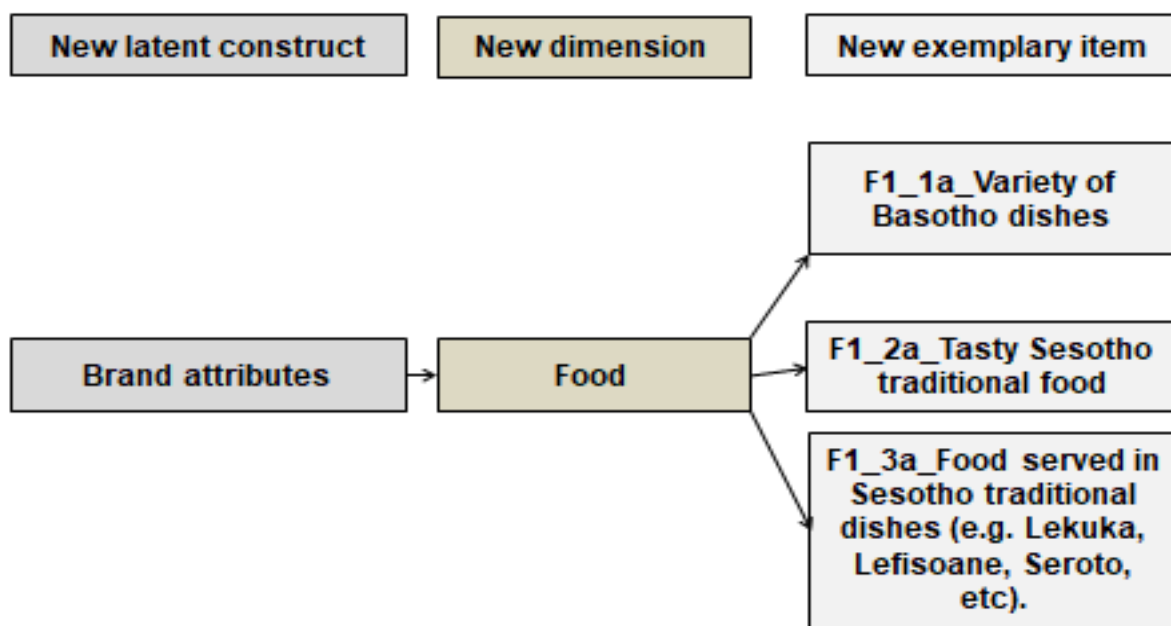 New latent construct
New dimension
New exemplary item
F1_1a_Variety of
Basotho dishes
Brand attributes
Food
F1_2a_Tasty Sesotho
traditional food
F1_3a_Food served in
Sesotho traditional
dishes (e.g. Lekuka,
Lefisoane, Seroto,
etc).